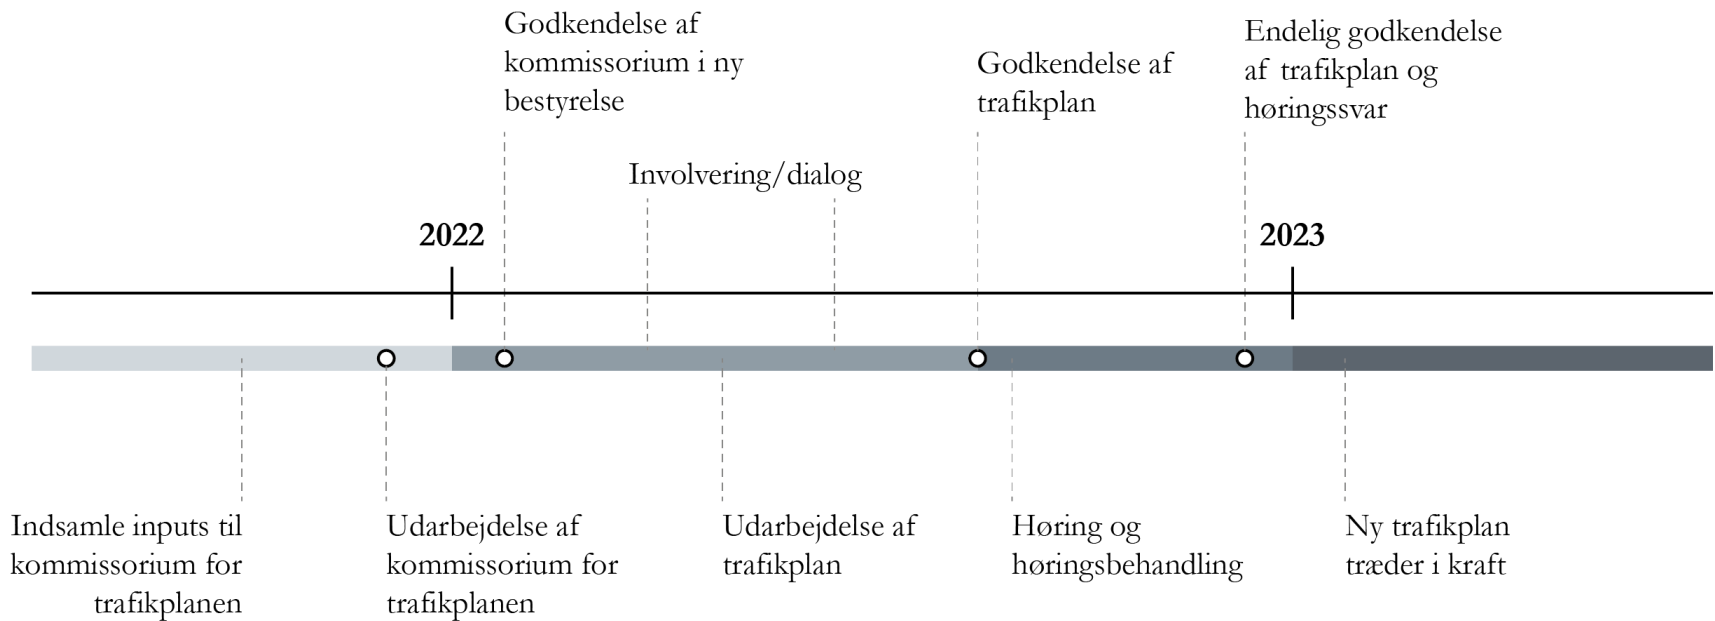 Godkendelse af
kommissorium i ny
bestyrelse
Godkendelse af
trafikplan
Endelig godkendelse
af trafikplan og
høringssvar
Involvering/dialog
2022
2023
Indsamle inputs til
kommissorium for
trafikplanen
Udarbejdelse af
kommissorium for
trafikplanen
Udarbejdelse af
trafikplan
Høring og
høringsbehandling
Ny trafikplan
træder i kraft